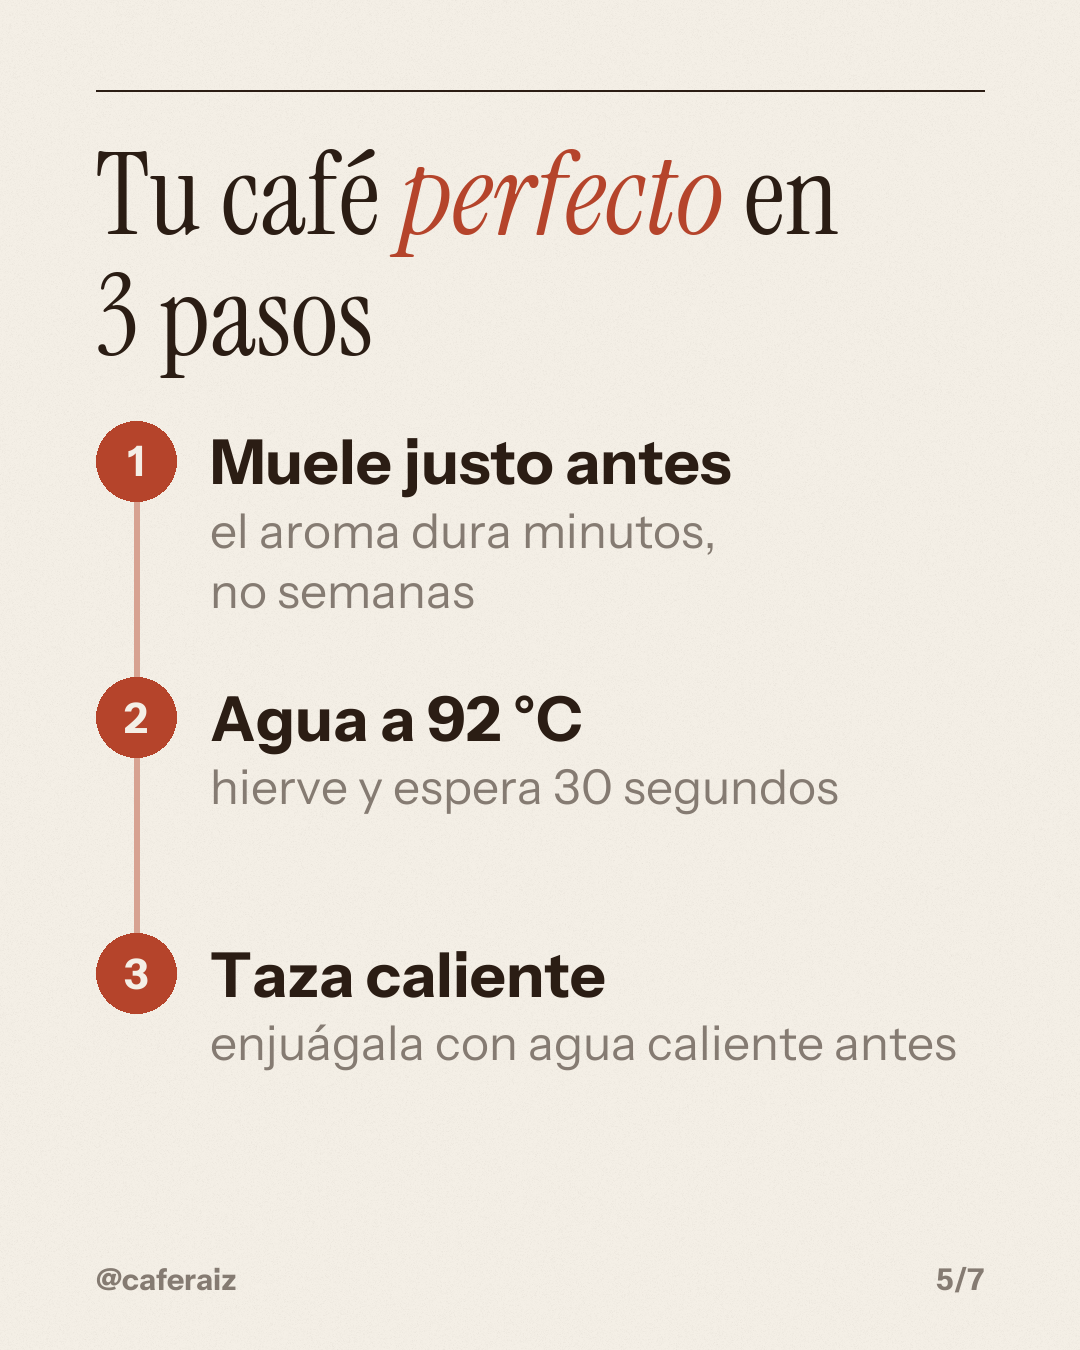 Tu café perfecto en
3 pasos
1
Muele justo antes
el aroma dura minutos,
no semanas
2
Agua a 92 °C
hierve y espera 30 segundos
3
Taza caliente
enjuágala con agua caliente antes
@caferaiz
5/7